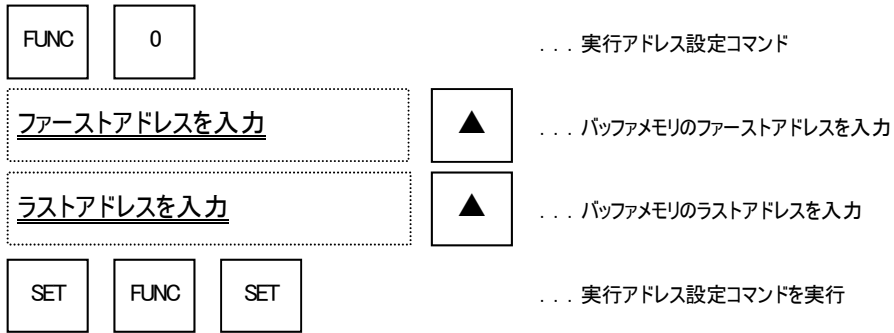 FUNC 0 . . . 実行アドレス設定コマンド
ファーストアドレスを入力 ▲ . . . バッファメモリのファーストアドレスを入力
ラストアドレスを入力 ▲ . . . バッファメモリのラストアドレスを入力
SET FUNC SET . . . 実行アドレス設定コマンドを実行